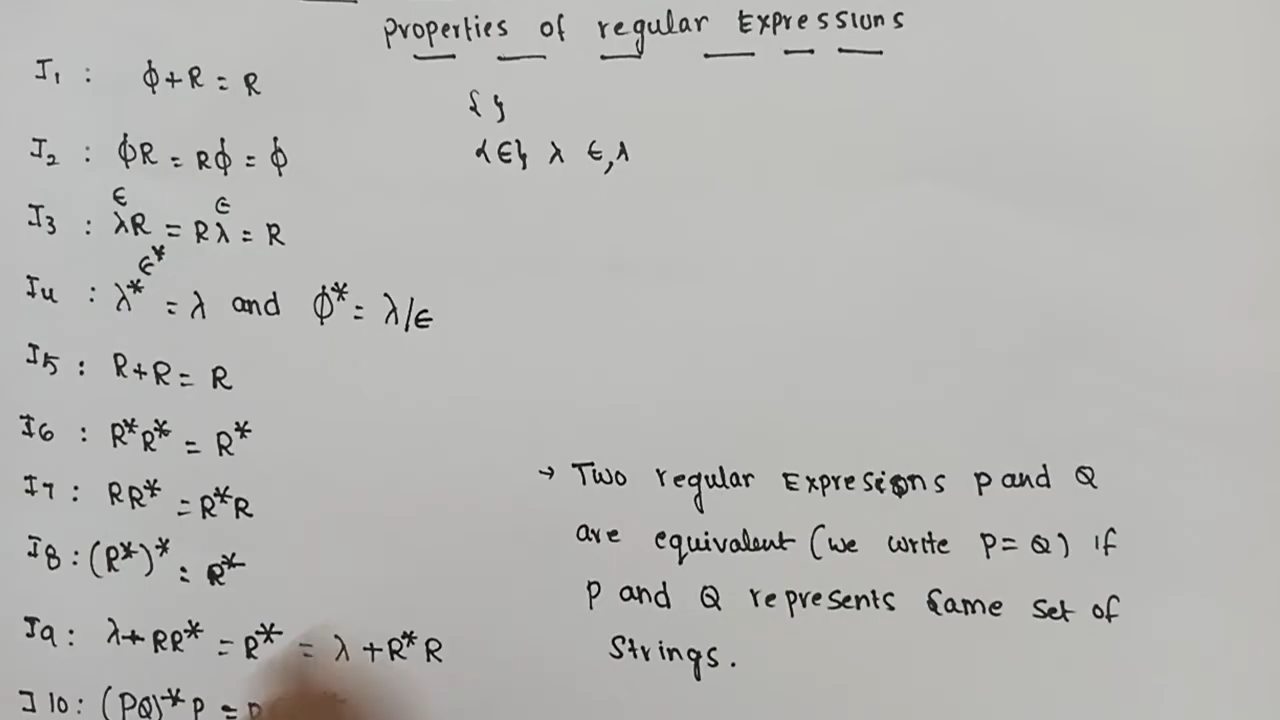 Properties of regular Expressions
I1 : ϕ+R = R
{ }
I2 : ϕR = Rϕ = ϕ
{ϵ} λ ϵ,λ
ϵ ϵ
I3 : λR = Rλ = R
ϵ*
I4 : λ* = λ and ϕ* = λ/ϵ
I5 : R+R = R
I6 : R*R* = R*
I7 : RR* = R*R
I8 : (R*)* = R*
I9 : λ+RR* = R* = λ+R*R
I10 : (PQ)*P = P
→ Two regular Expresions P and Q
are equivalent (we write P = Q) if
P and Q represents same set of
strings.